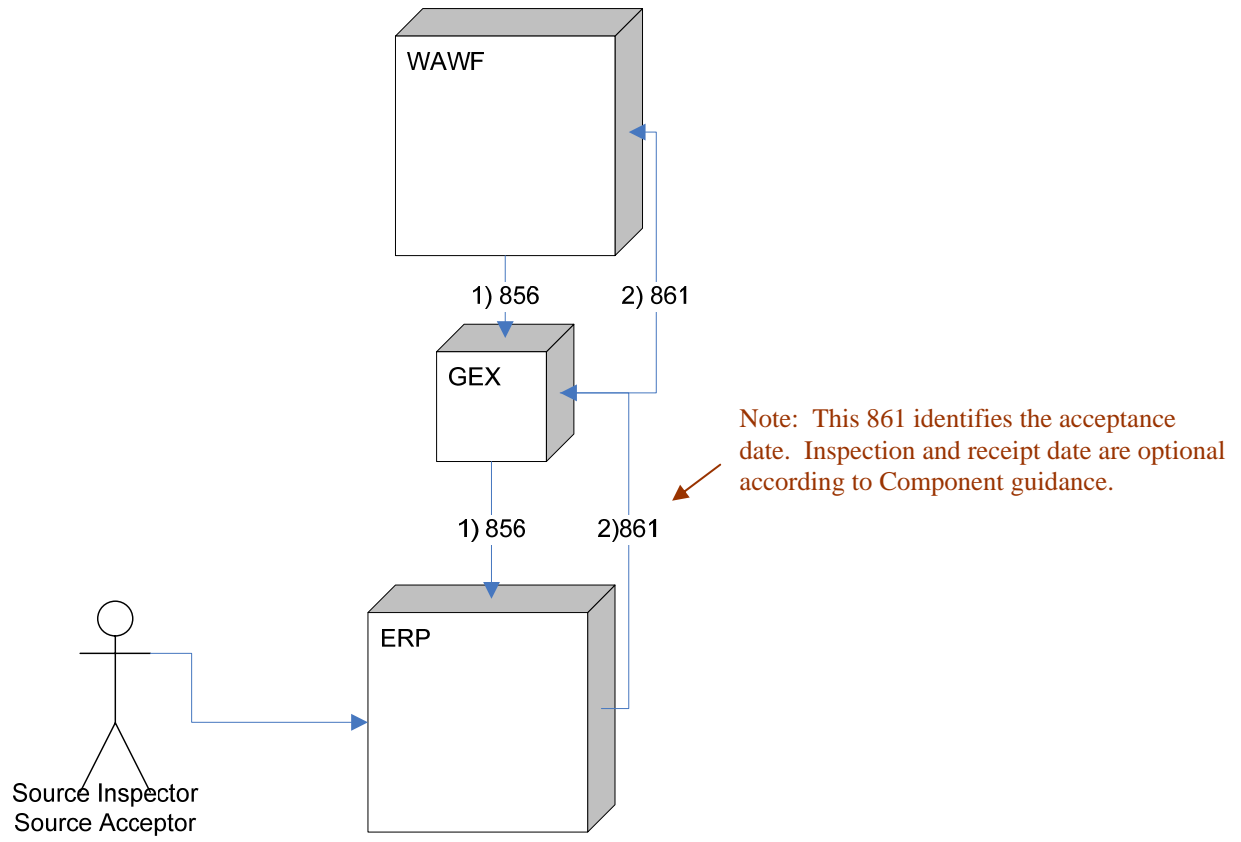 WAWF
1) 856
2) 861
GEX
Note:  This 861 identifies the acceptance
date.  Inspection and receipt date are optional
according to Component guidance.
1) 856
2)861
ERP
Source Inspector
Source Acceptor